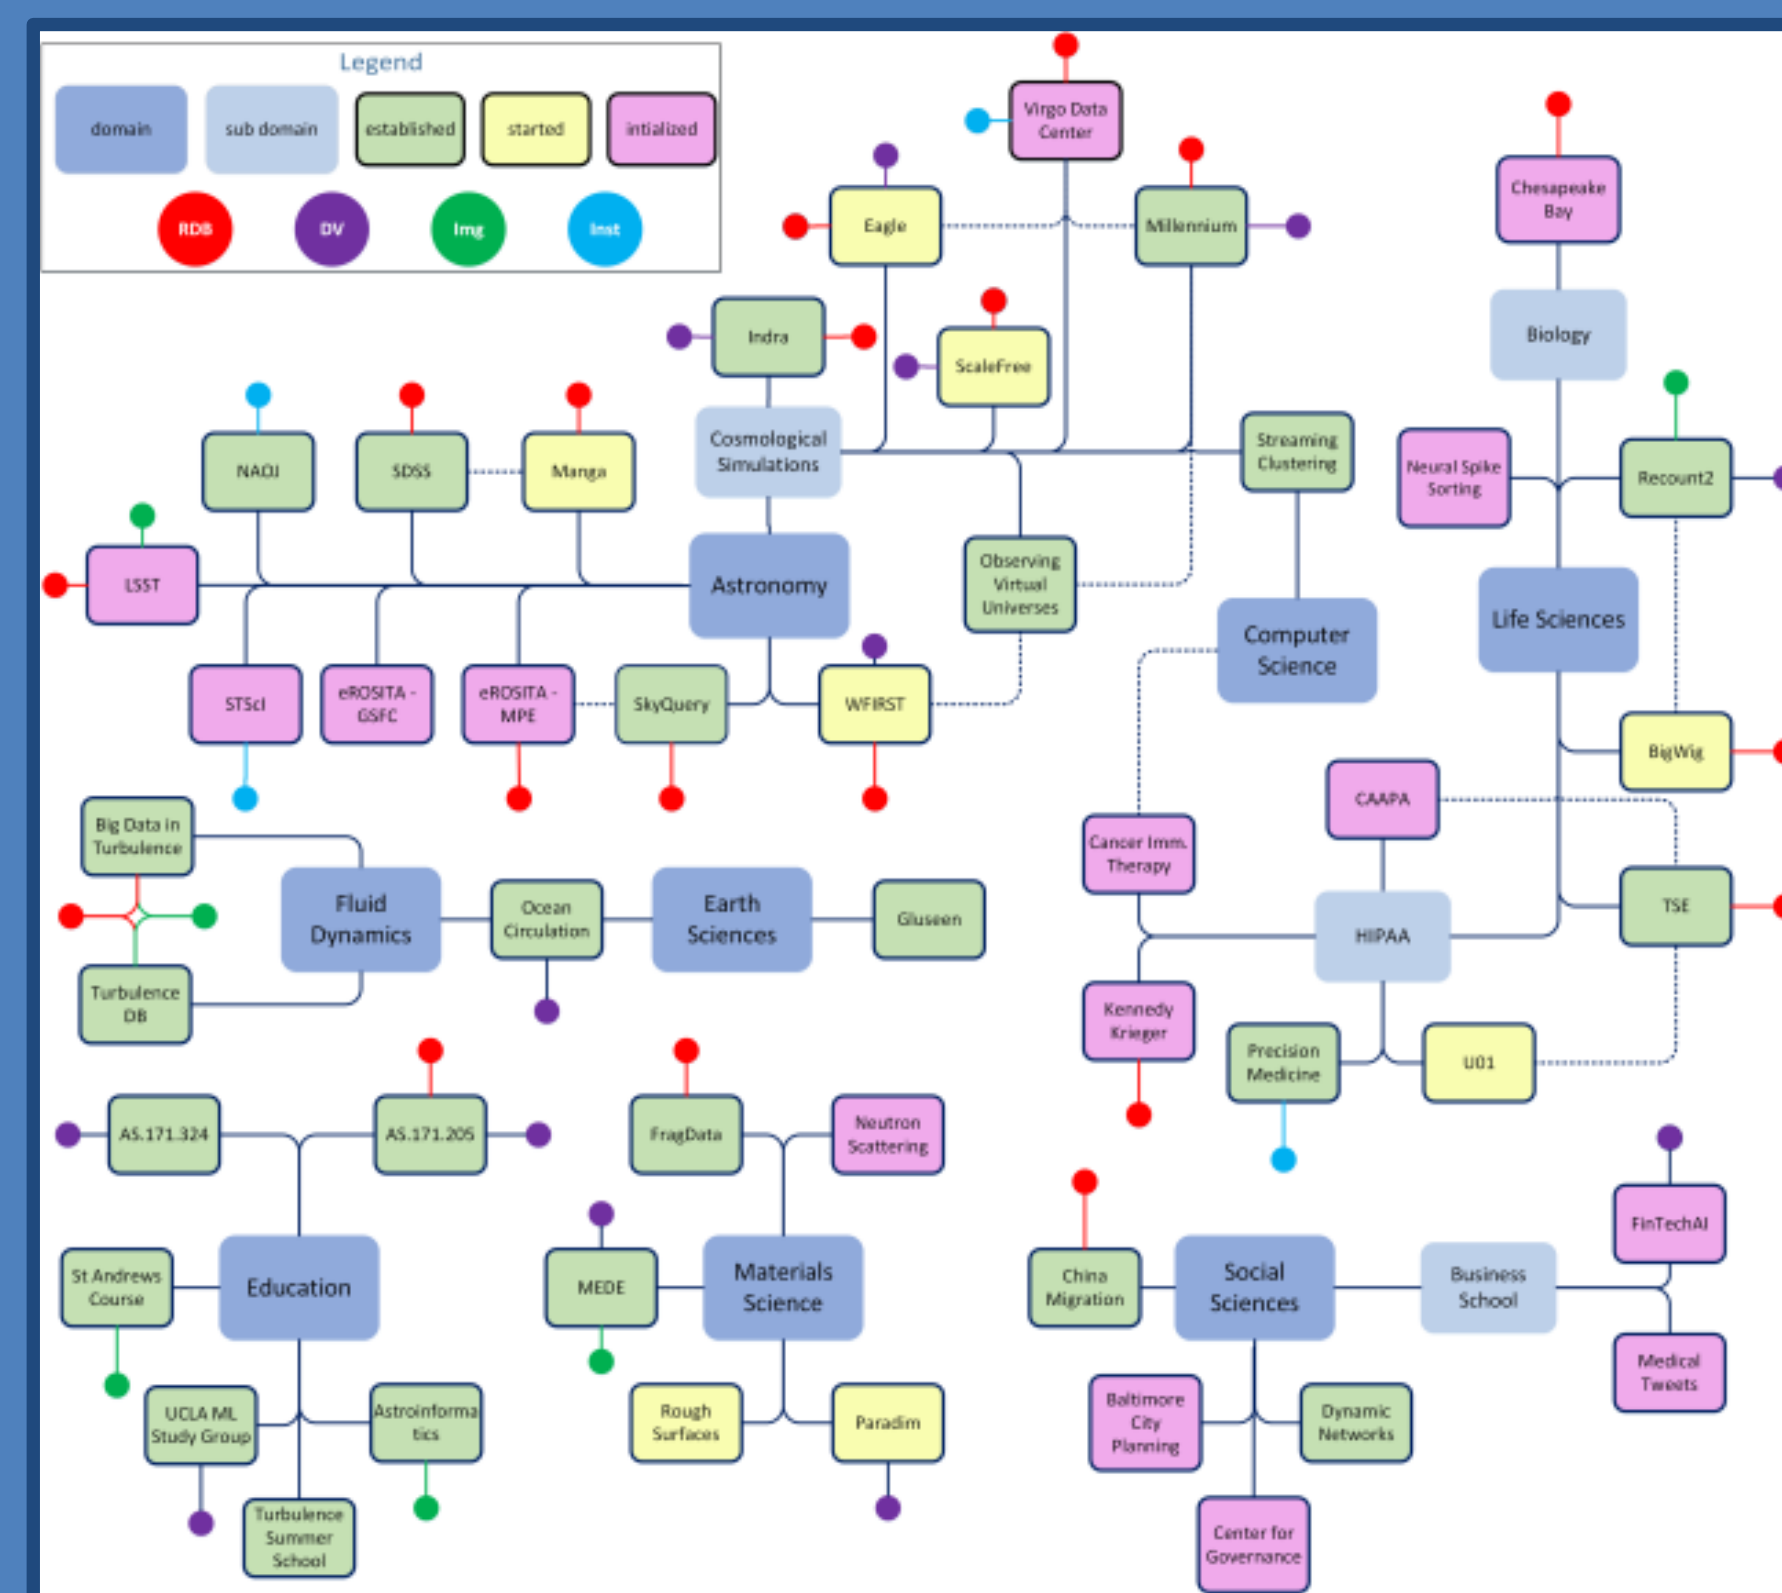 Legend
domain
sub domain
established
started
intialized
RDB
DV
Img
Inst
Virgo Data
Center
Eagle
Millennium
Chesapeake
Bay
Indra
ScaleFree
Biology
NAOJ
SDSS
Manga
Cosmological
Simulations
Streaming
Clustering
Neural Spike
Sorting
Recount2
LSST
Astronomy
Observing
Virtual
Universes
Computer
Science
Life Sciences
STScI
eROSITA -
GSFC
eROSITA -
MPE
SkyQuery
WFIRST
BigWig
CAAPA
Big Data in
Turbulence
Cancer Imm.
Therapy
Fluid
Dynamics
Ocean
Circulation
Earth
Sciences
Gluseen
HIPAA
TSE
Turbulence
DB
Kennedy
Krieger
Precision
Medicine
U01
AS.171.324
AS.171.205
FragData
Neutron
Scattering
FinTechAI
St Andrews
Course
Education
MEDE
Materials
Science
China
Migration
Social
Sciences
Business
School
Medical
Tweets
UCLA ML
Study Group
Astroinforma
tics
Rough
Surfaces
Paradim
Baltimore
City
Planning
Dynamic
Networks
Turbulence
Summer
School
Center for
Governance